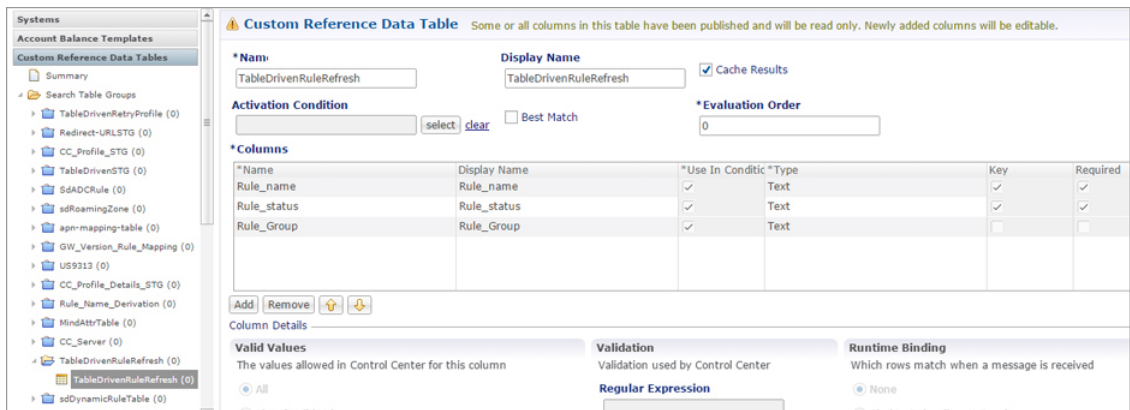 Systems
Account Balance Templates
Custom Reference Data Tables
Summary
Search Table Groups
TableDrivenRetryProfile (0)
Redirect-URLSTG (0)
CC_Profile_STG (0)
TableDrivenSTG (0)
SdADCRule (0)
sdRoamingZone (0)
apn-mapping-table (0)
GW_Version_Rule_Mapping (0)
US9313 (0)
CC_Profile_Details_STG (0)
Rule_Name_Derivation (0)
MindAttrTable (0)
CC_Server (0)
TableDrivenRuleRefresh (0)
TableDrivenRuleRefresh (0)
sdDynamicRuleTable (0)
Custom Reference Data Table Some or all columns in this table have been published and will be read only. Newly added columns will be editable.
*Nam Display Name
TableDrivenRuleRefresh TableDrivenRuleRefresh Cache Results
Activation Condition *Evaluation Order
select clear Best Match 0
*Columns
*Name Display Name *Use In Conditic *Type Key Required
Rule_name Rule_name Text
Rule_status Rule_status Text
Rule_Group Rule_Group Text
Add Remove
Column Details
Valid Values Validation Runtime Binding
The values allowed in Control Center for this column Validation used by Control Center Which rows match when a message is received
All Regular Expression None